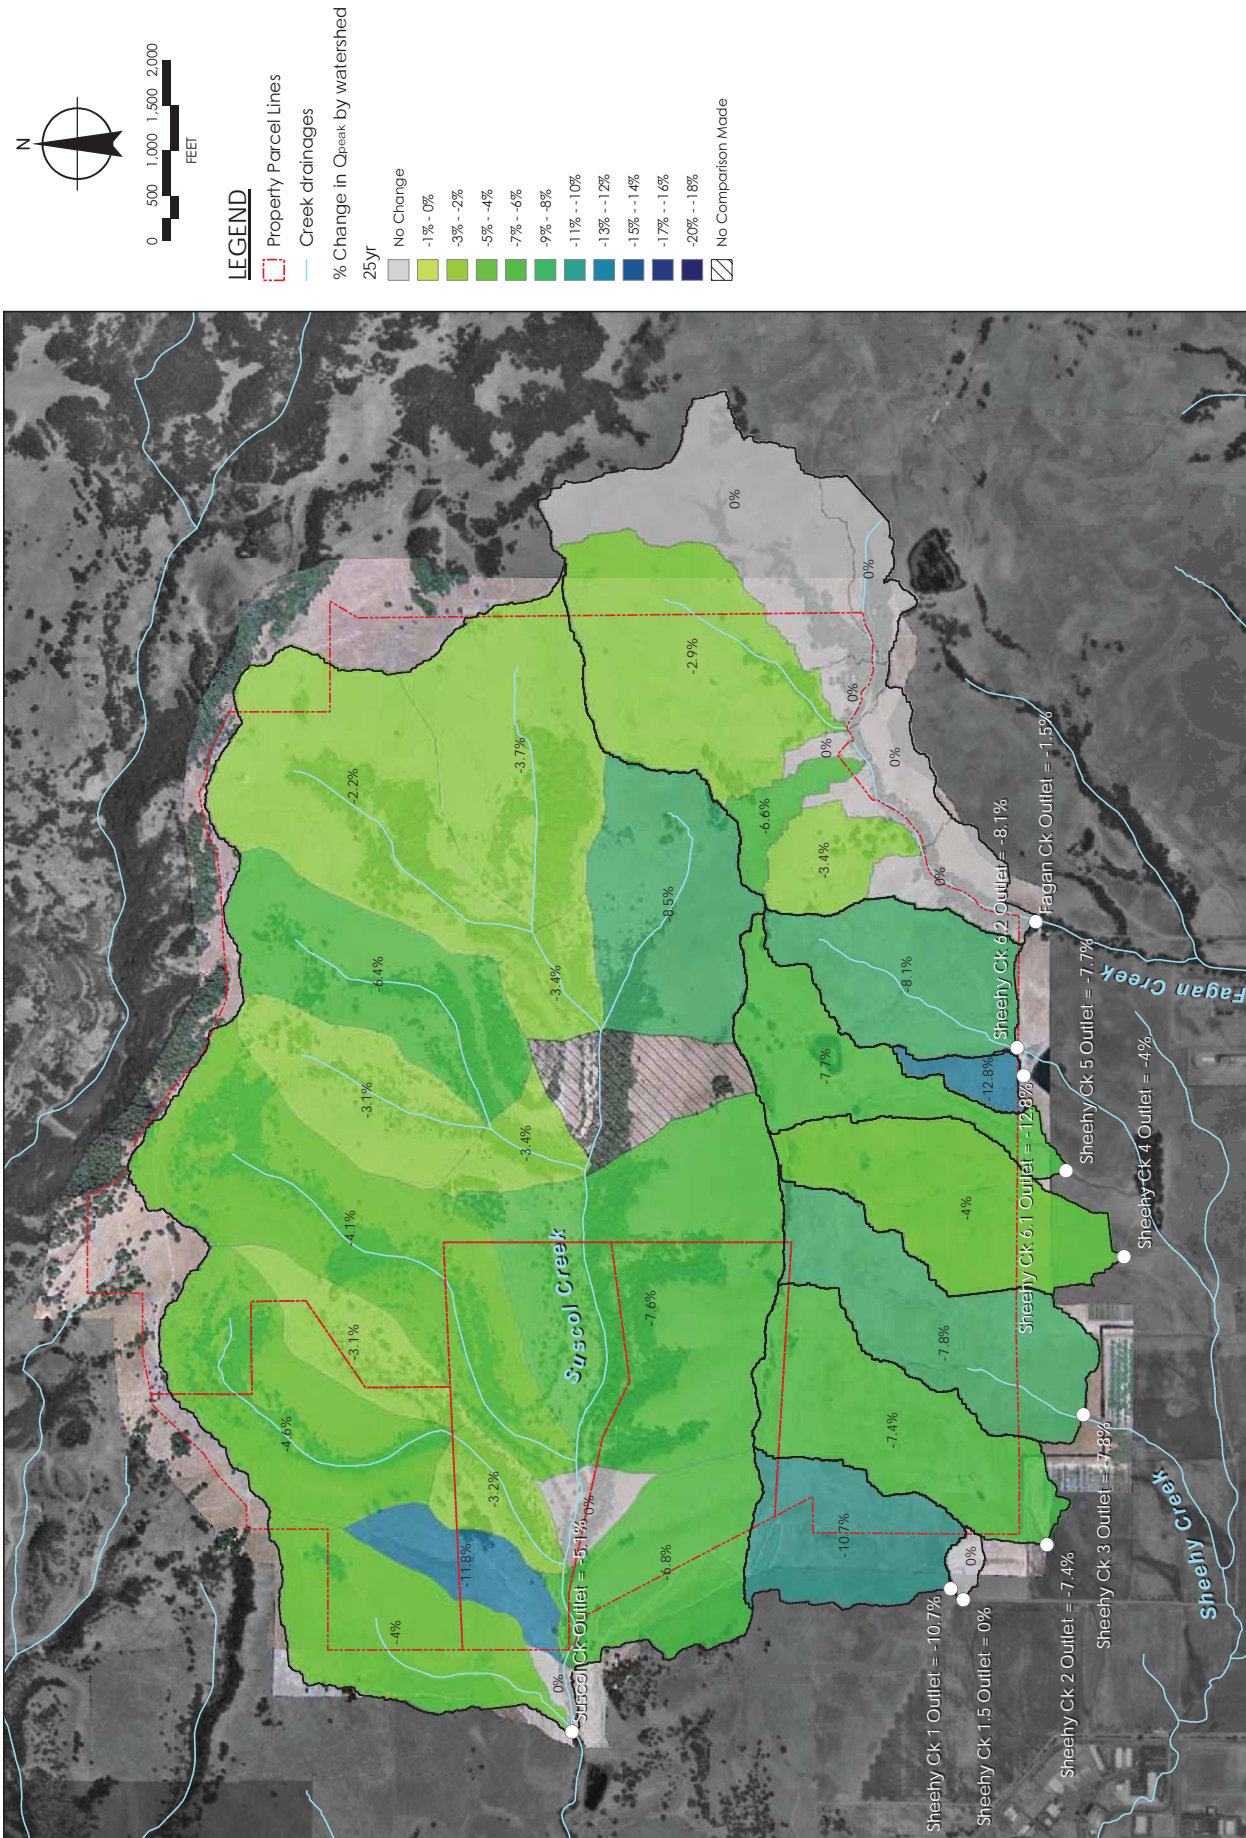 N
0 500 1,000 1,500 2,000
FEET
LEGEND
Property Parcel Lines
Creek drainages
% Change in Qpeak by watershed
25yr
No Change
-1% - 0%
-3% - -2%
-5% - -4%
-7% - -6%
-9% - -8%
-11% - -10%
-13% - -12%
-15% - -14%
-17% - -16%
-20% - -18%
No Comparison Made
-4%
-11.8%
0%
Suscol Ck Outlet = -5.1%
-4.6%
-3.2%
0%
-6.8%
-3.1%
-4.1%
Suscol Creek
-7.6%
-3.1%
-3.4%
-6.4%
-3.4%
-2.2%
-3.7%
-8.5%
-2.9%
0%
0%
0%
0%
0%
-6.6%
-3.4%
0%
-8.1%
-7.7%
-12.8%
-4%
-7.8%
-7.4%
-10.7%
0%
Sheehy Ck 1 Outlet = -10.7%
Sheehy Ck 1.5 Outlet = 0%
Sheehy Ck 2 Outlet = -7.4%
Sheehy Ck 3 Outlet = -7.8%
Sheehy Ck 4 Outlet = -4%
Sheehy Ck 5 Outlet = -7.7%
Sheehy Ck 6.1 Outlet = -12.8%
Sheehy Ck 6.2 Outlet = -8.1%
Fagan Ck Outlet = -1.5%
Fagan Creek
Sheehy Creek